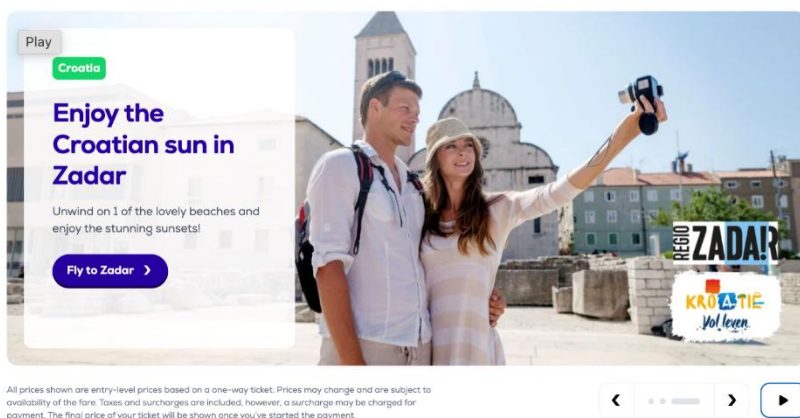 Play
Croatia
Enjoy the
Croatian sun in
Zadar
Unwind on 1 of the lovely beaches and
enjoy the stunning sunsets!
Fly to Zadar
REGIO
ZADAR
KROATIË
Vol leven
All prices shown are entry-level prices based on a one-way ticket. Prices may change and are subject to
availability of the fare. Taxes and surcharges are included, however, a surcharge may be charged for
payment. The final price of your ticket will be shown once you've started the payment.